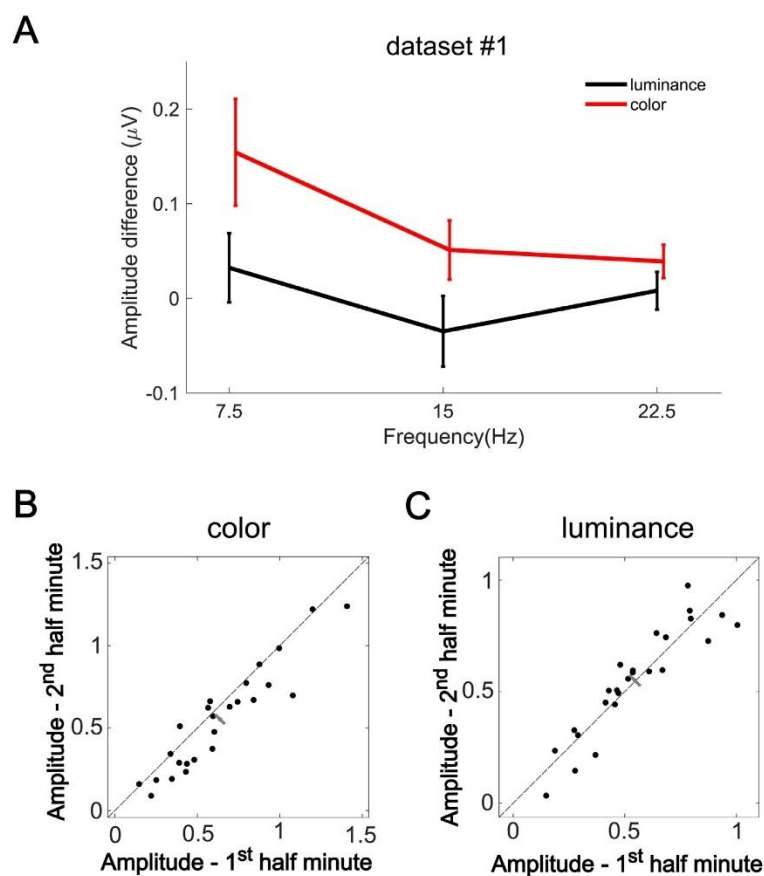 A
dataset #1
luminance
color
Amplitude difference (μV)
0.2
0.1
0
-0.1
7.5 15 22.5
Frequency(Hz)
B
color
Amplitude - 2nd half minute
1.5
1
0.5
0
0 0.5 1 1.5
Amplitude - 1st half minute
C
luminance
Amplitude - 2nd half minute
1
0.5
0
0 0.5 1
Amplitude - 1st half minute